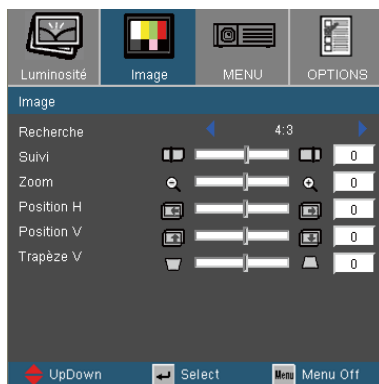 Luminosité Image MENU OPTIONS
Image
Recherche 4:3
Suivi 0
Zoom 0
Position H 0
Position V 0
Trapèze V 0
UpDown Select Menu Menu Off